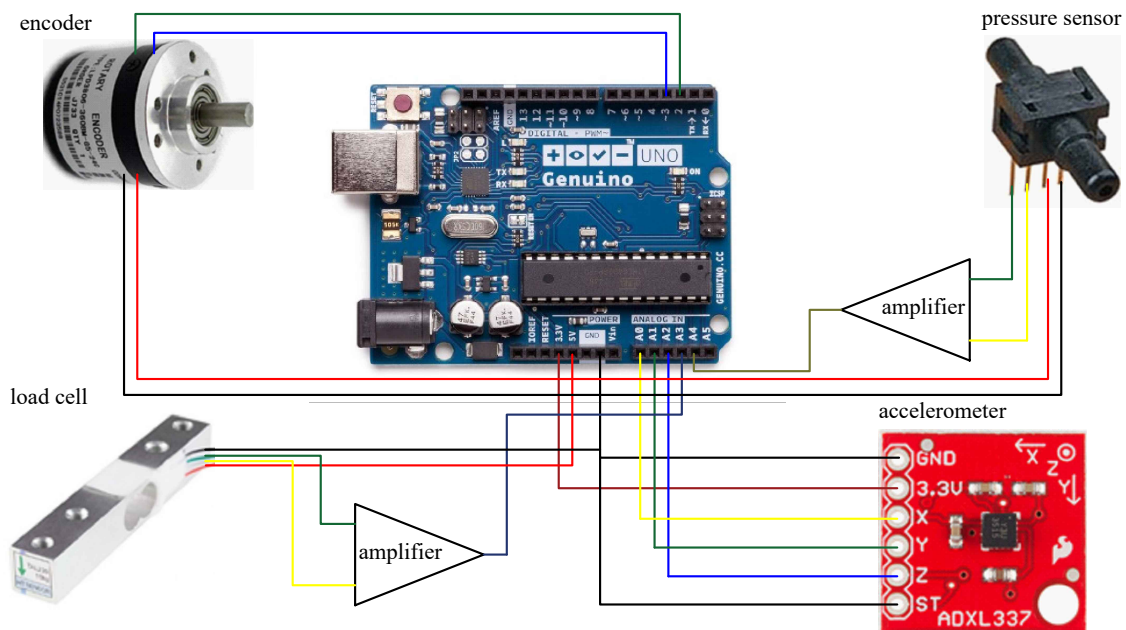 encoder
pressure sensor
ROTARY
ENCODER
RESET
AREF
GND
13
12
~11
~10
~9
8
7
~6
~5
4
~3
2
TX→1
RX←0
DIGITAL - PWM~
L
TX
RX
UNO
Genuino
ON
ICSP
GENUINO.CC
amplifier
POWER
ANALOG IN
IOREF
RESET
3.3V
5V
GND
Vin
A0
A1
A2
A3
A4
A5
load cell
accelerometer
amplifier
GND
3.3V
X
Y
Z
ST
X
Z
Y
ADXL337